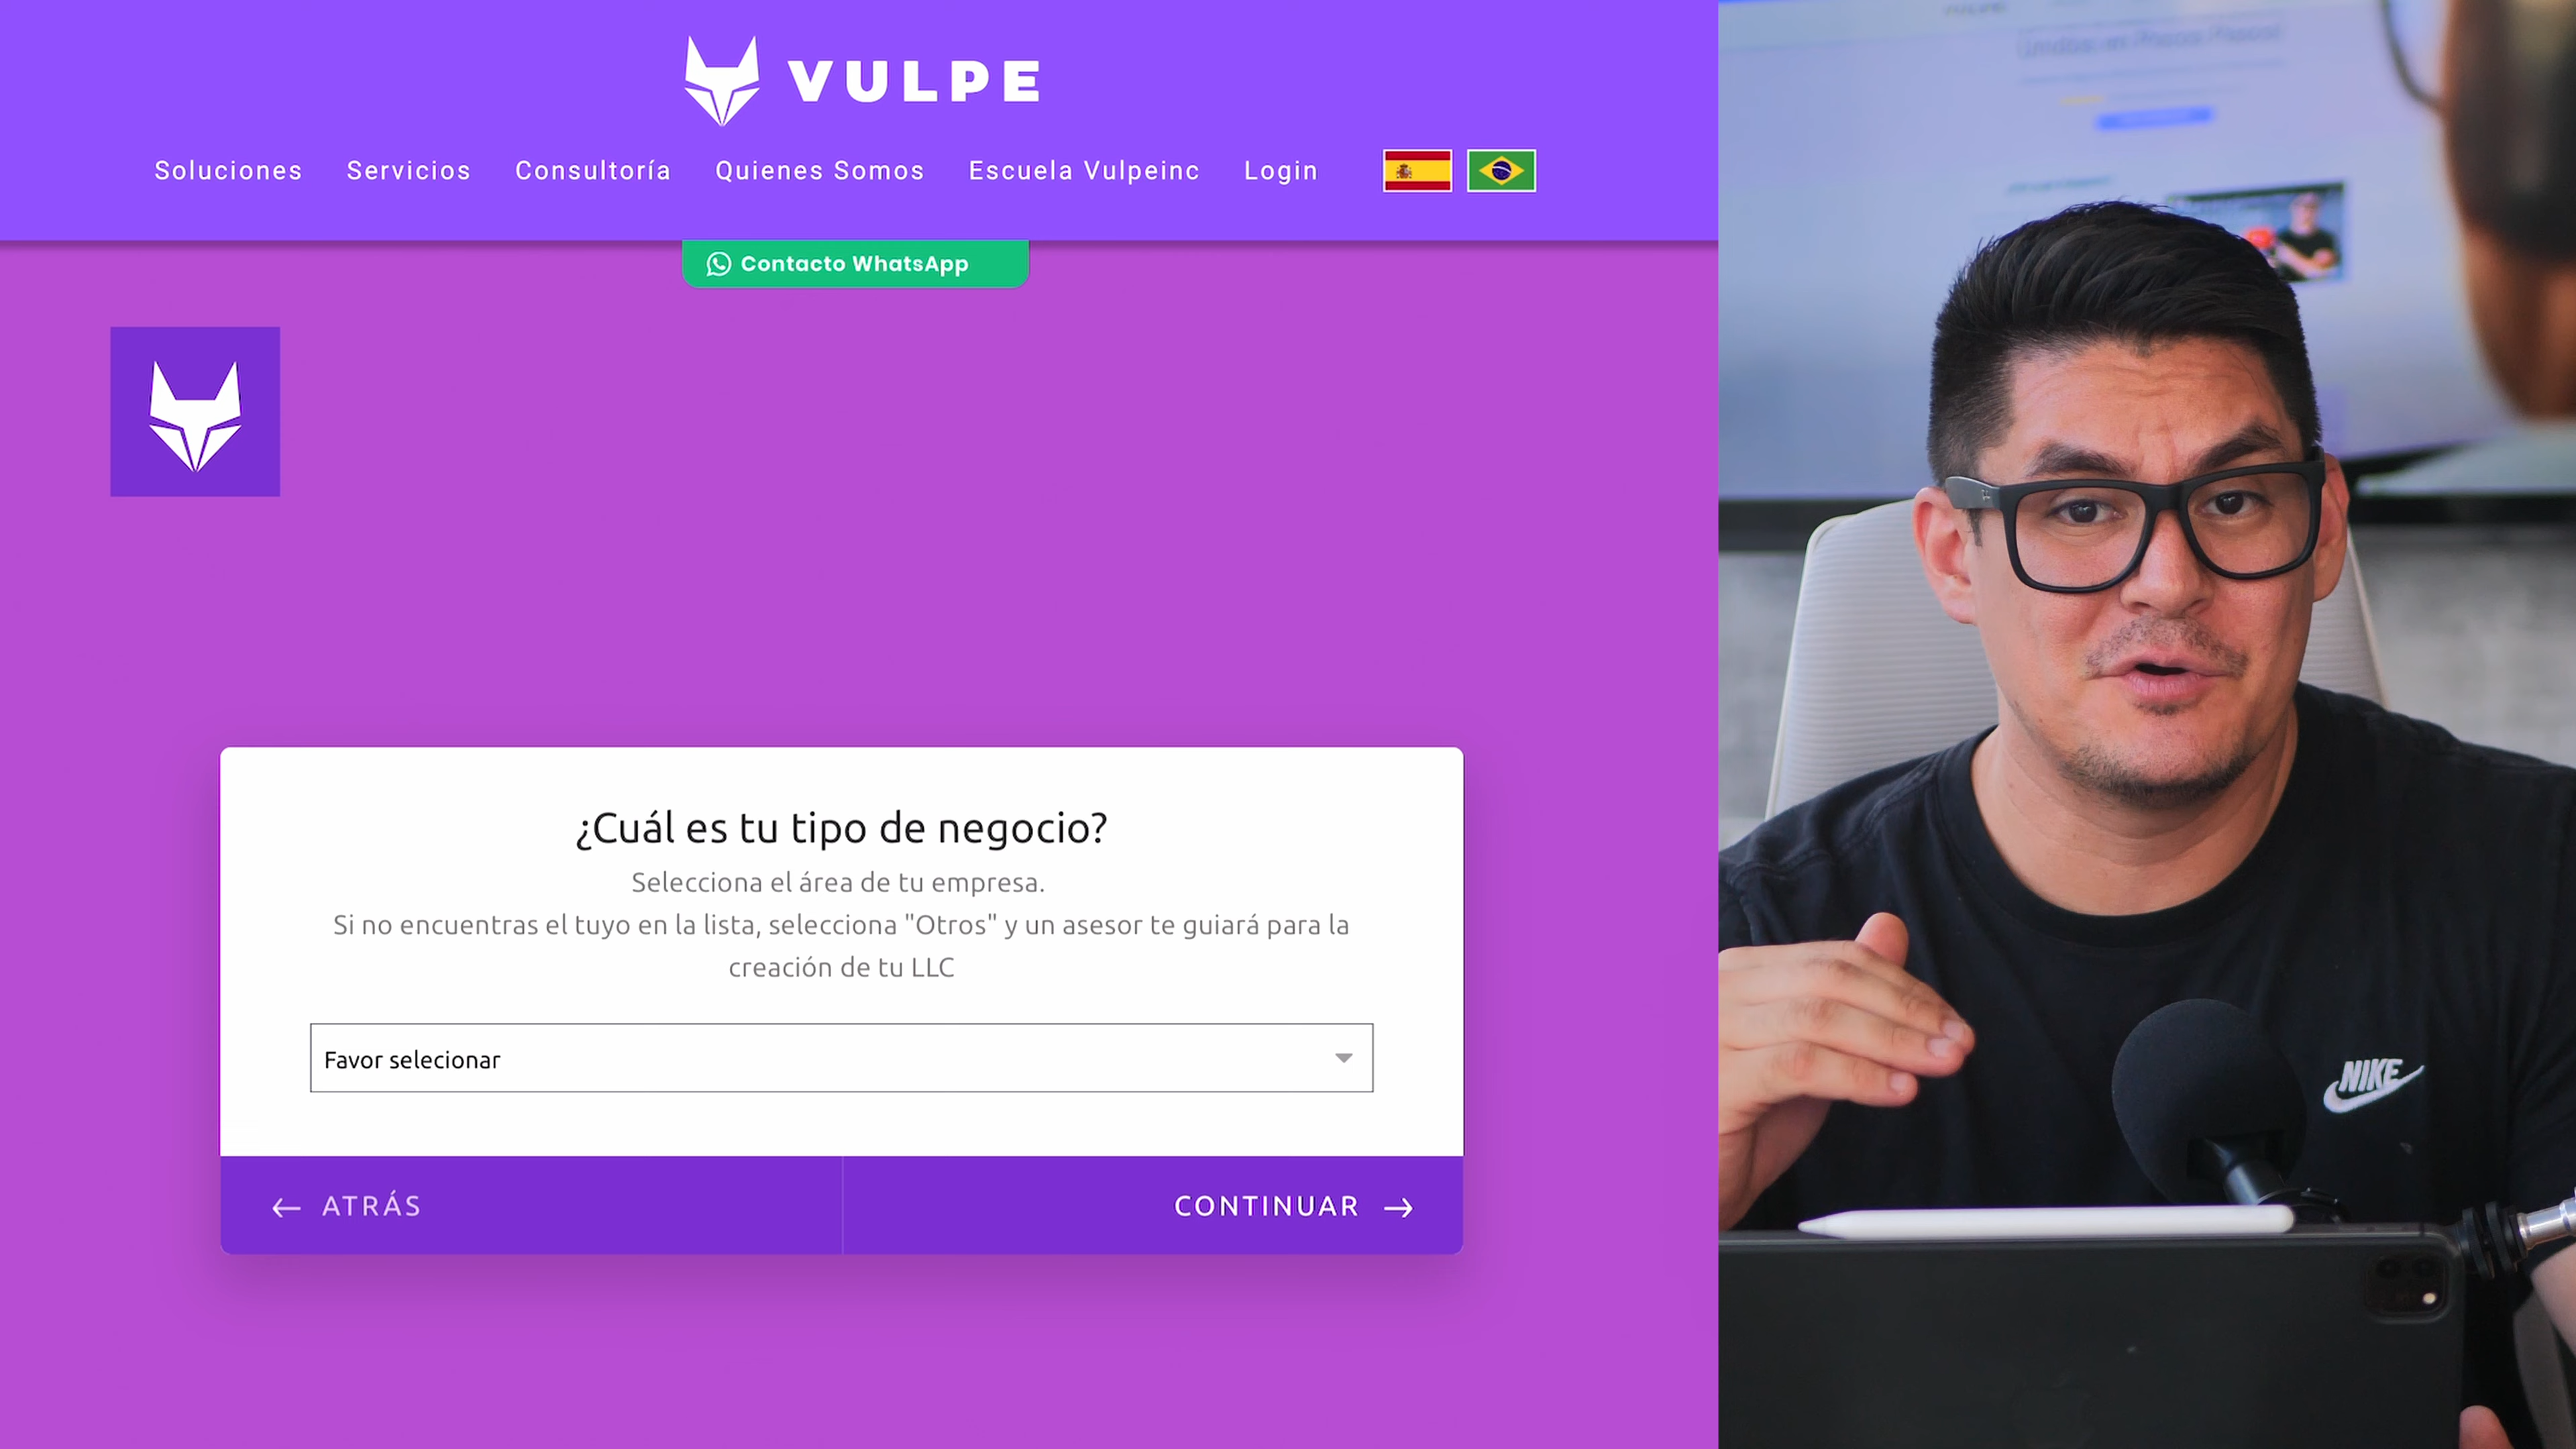 VULPE
Soluciones Servicios Consultoría Quienes Somos Escuela Vulpeinc Login
Contacto WhatsApp
¿Cuál es tu tipo de negocio?
Selecciona el área de tu empresa.
Si no encuentras el tuyo en la lista, selecciona "Otros" y un asesor te guiará para la
creación de tu LLC
Favor selecionar
← ATRÁS
CONTINUAR →
NIKE